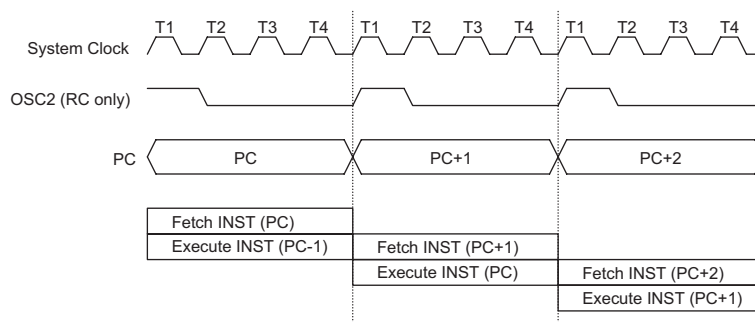 T1 T2 T3 T4 T1 T2 T3 T4 T1 T2 T3 T4
System Clock
OSC2 (RC only)
PC PC PC+1 PC+2
Fetch INST (PC)
Execute INST (PC-1) Fetch INST (PC+1)
Execute INST (PC) Fetch INST (PC+2)
Execute INST (PC+1)